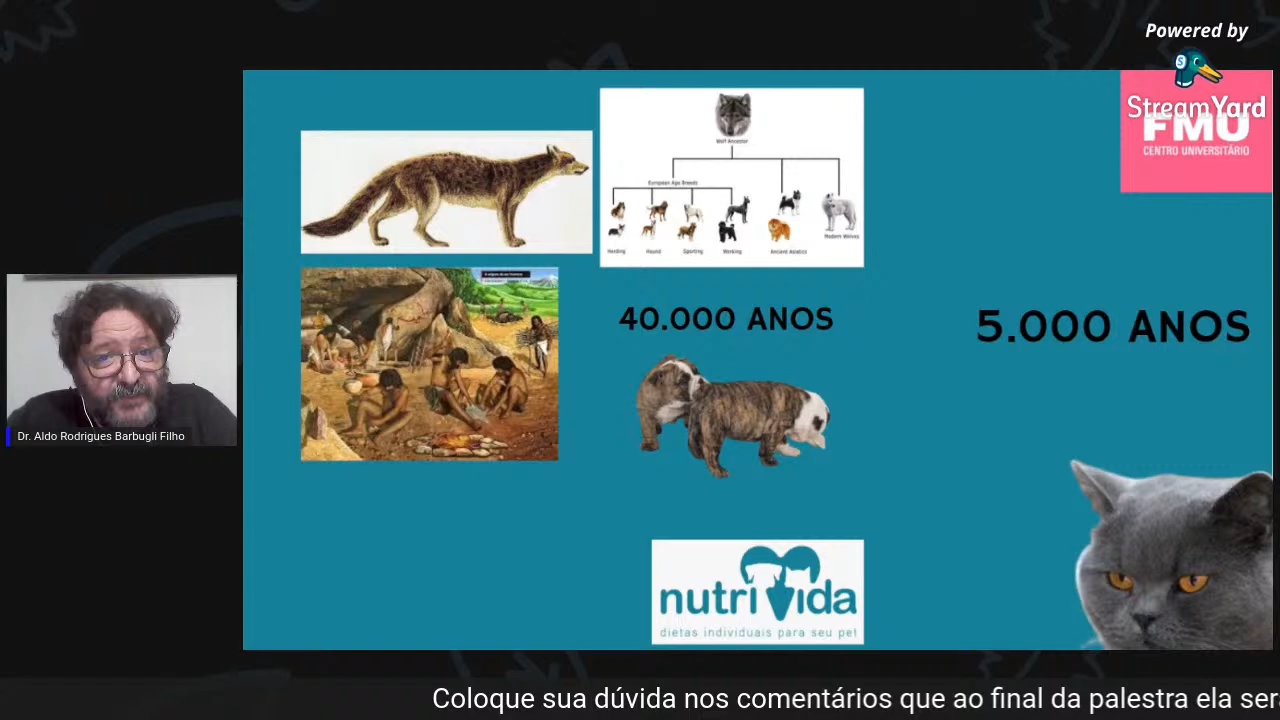 Powered by
StreamYard
FMU
CENTRO UNIVERSITÁRIO
Wolf Ancestor
European Age Breeds
Herding
Hound
Sporting
Working
Ancient Asiatics
Modern Wolves
40.000 ANOS
5.000 ANOS
Dr. Aldo Rodrigues Barbugli Filho
nutriVida
dietas individuais para seu pet
Coloque sua dúvida nos comentários que ao final da palestra ela ser